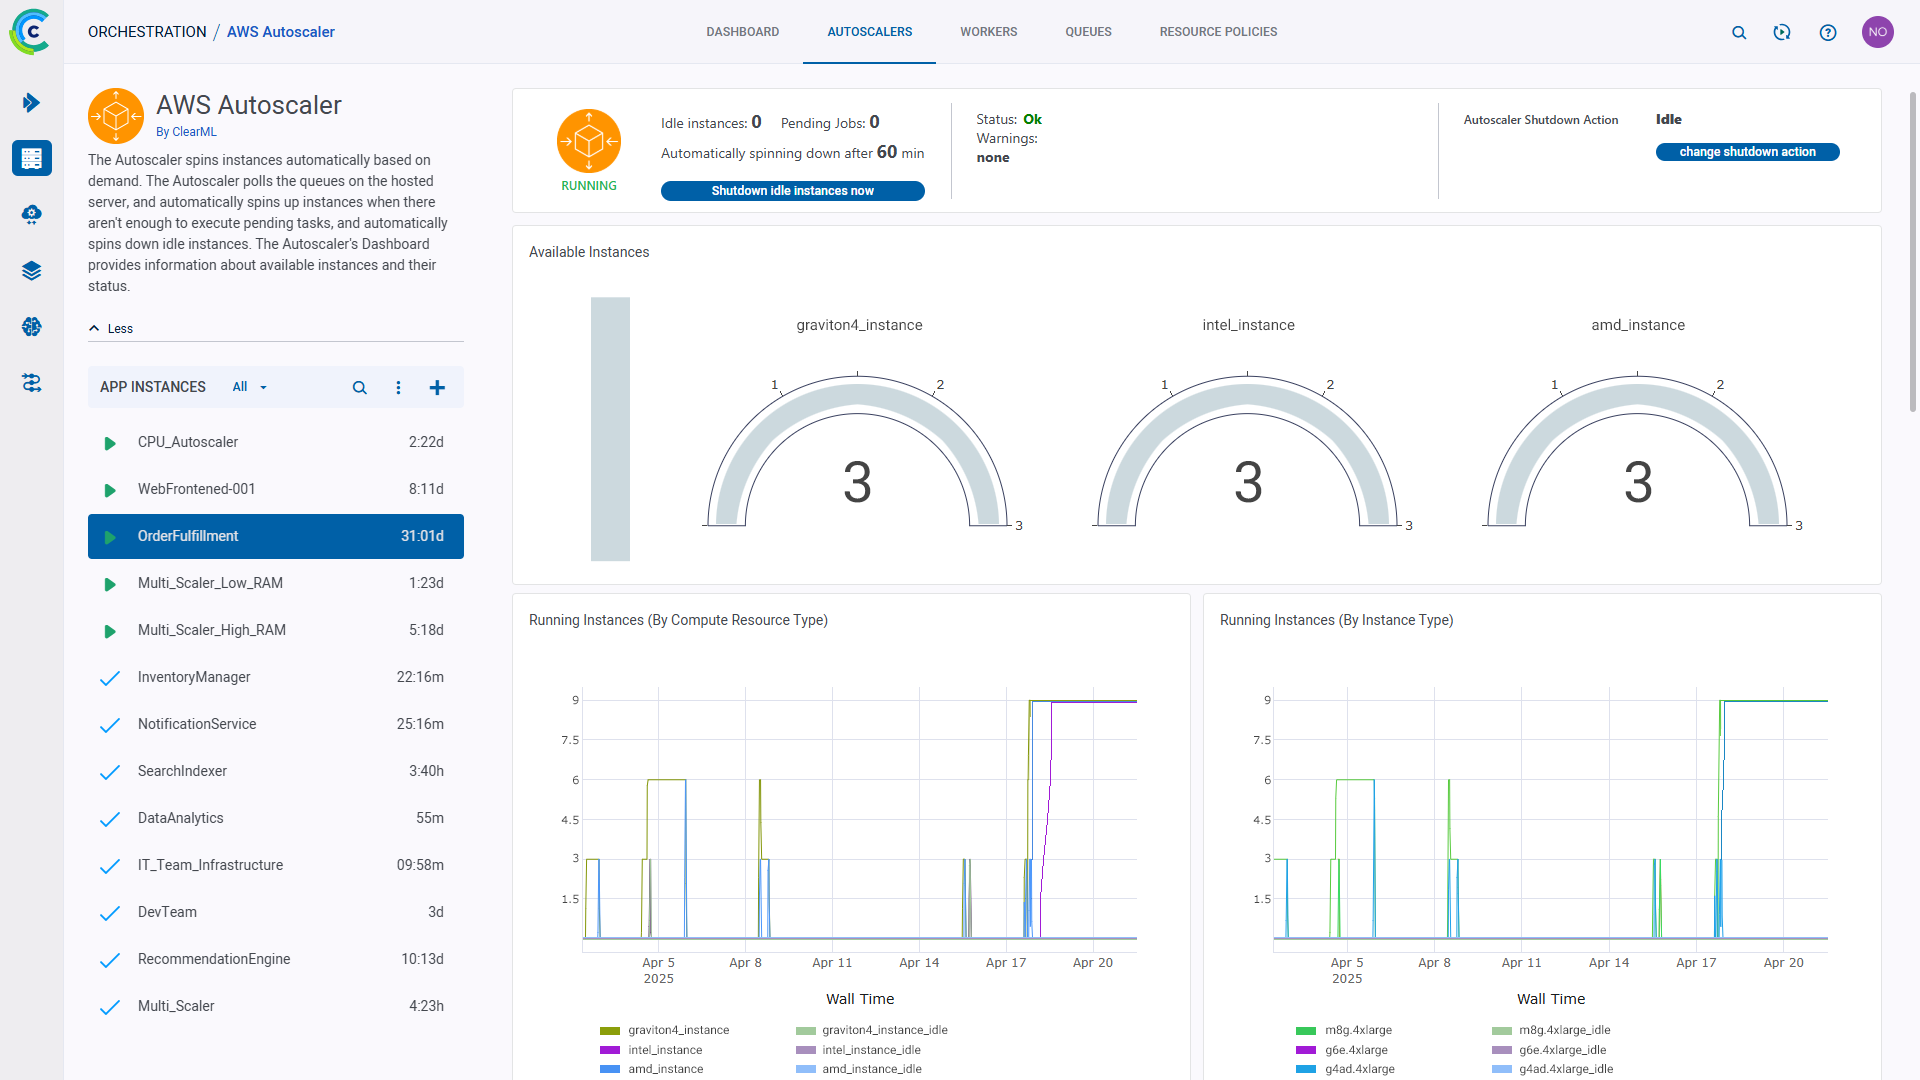 ORCHESTRATION / AWS Autoscaler
DASHBOARD
AUTOSCALERS
WORKERS
QUEUES
RESOURCE POLICIES
NO
AWS Autoscaler
By ClearML
The Autoscaler spins instances automatically based on
demand. The Autoscaler polls the queues on the hosted
server, and automatically spins up instances when there
aren't enough to execute pending tasks, and automatically
spins down idle instances. The Autoscaler's Dashboard
provides information about available instances and their
status.
Less
APP INSTANCES All
CPU_Autoscaler 2:22d
WebFrontened-001 8:11d
OrderFulfillment 31:01d
Multi_Scaler_Low_RAM 1:23d
Multi_Scaler_High_RAM 5:18d
InventoryManager 22:16m
NotificationService 25:16m
SearchIndexer 3:40h
DataAnalytics 55m
IT_Team_Infrastructure 09:58m
DevTeam 3d
RecommendationEngine 10:13d
Multi_Scaler 4:23h
RUNNING
Idle instances: 0 Pending Jobs: 0
Automatically spinning down after 60 min
Shutdown idle instances now
Status: Ok
Warnings:
none
Autoscaler Shutdown Action Idle
change shutdown action
Available Instances
graviton4_instance
1
2
3
3
intel_instance
1
2
3
3
amd_instance
1
2
3
3
Running Instances (By Compute Resource Type)
9
7.5
6
4.5
3
1.5
Apr 5 Apr 8 Apr 11 Apr 14 Apr 17 Apr 20
2025
Wall Time
graviton4_instance graviton4_instance_idle
intel_instance intel_instance_idle
amd_instance amd_instance_idle
Running Instances (By Instance Type)
9
7.5
6
4.5
3
1.5
Apr 5 Apr 8 Apr 11 Apr 14 Apr 17 Apr 20
2025
Wall Time
m8g.4xlarge m8g.4xlarge_idle
g6e.4xlarge g6e.4xlarge_idle
g4ad.4xlarge g4ad.4xlarge_idle